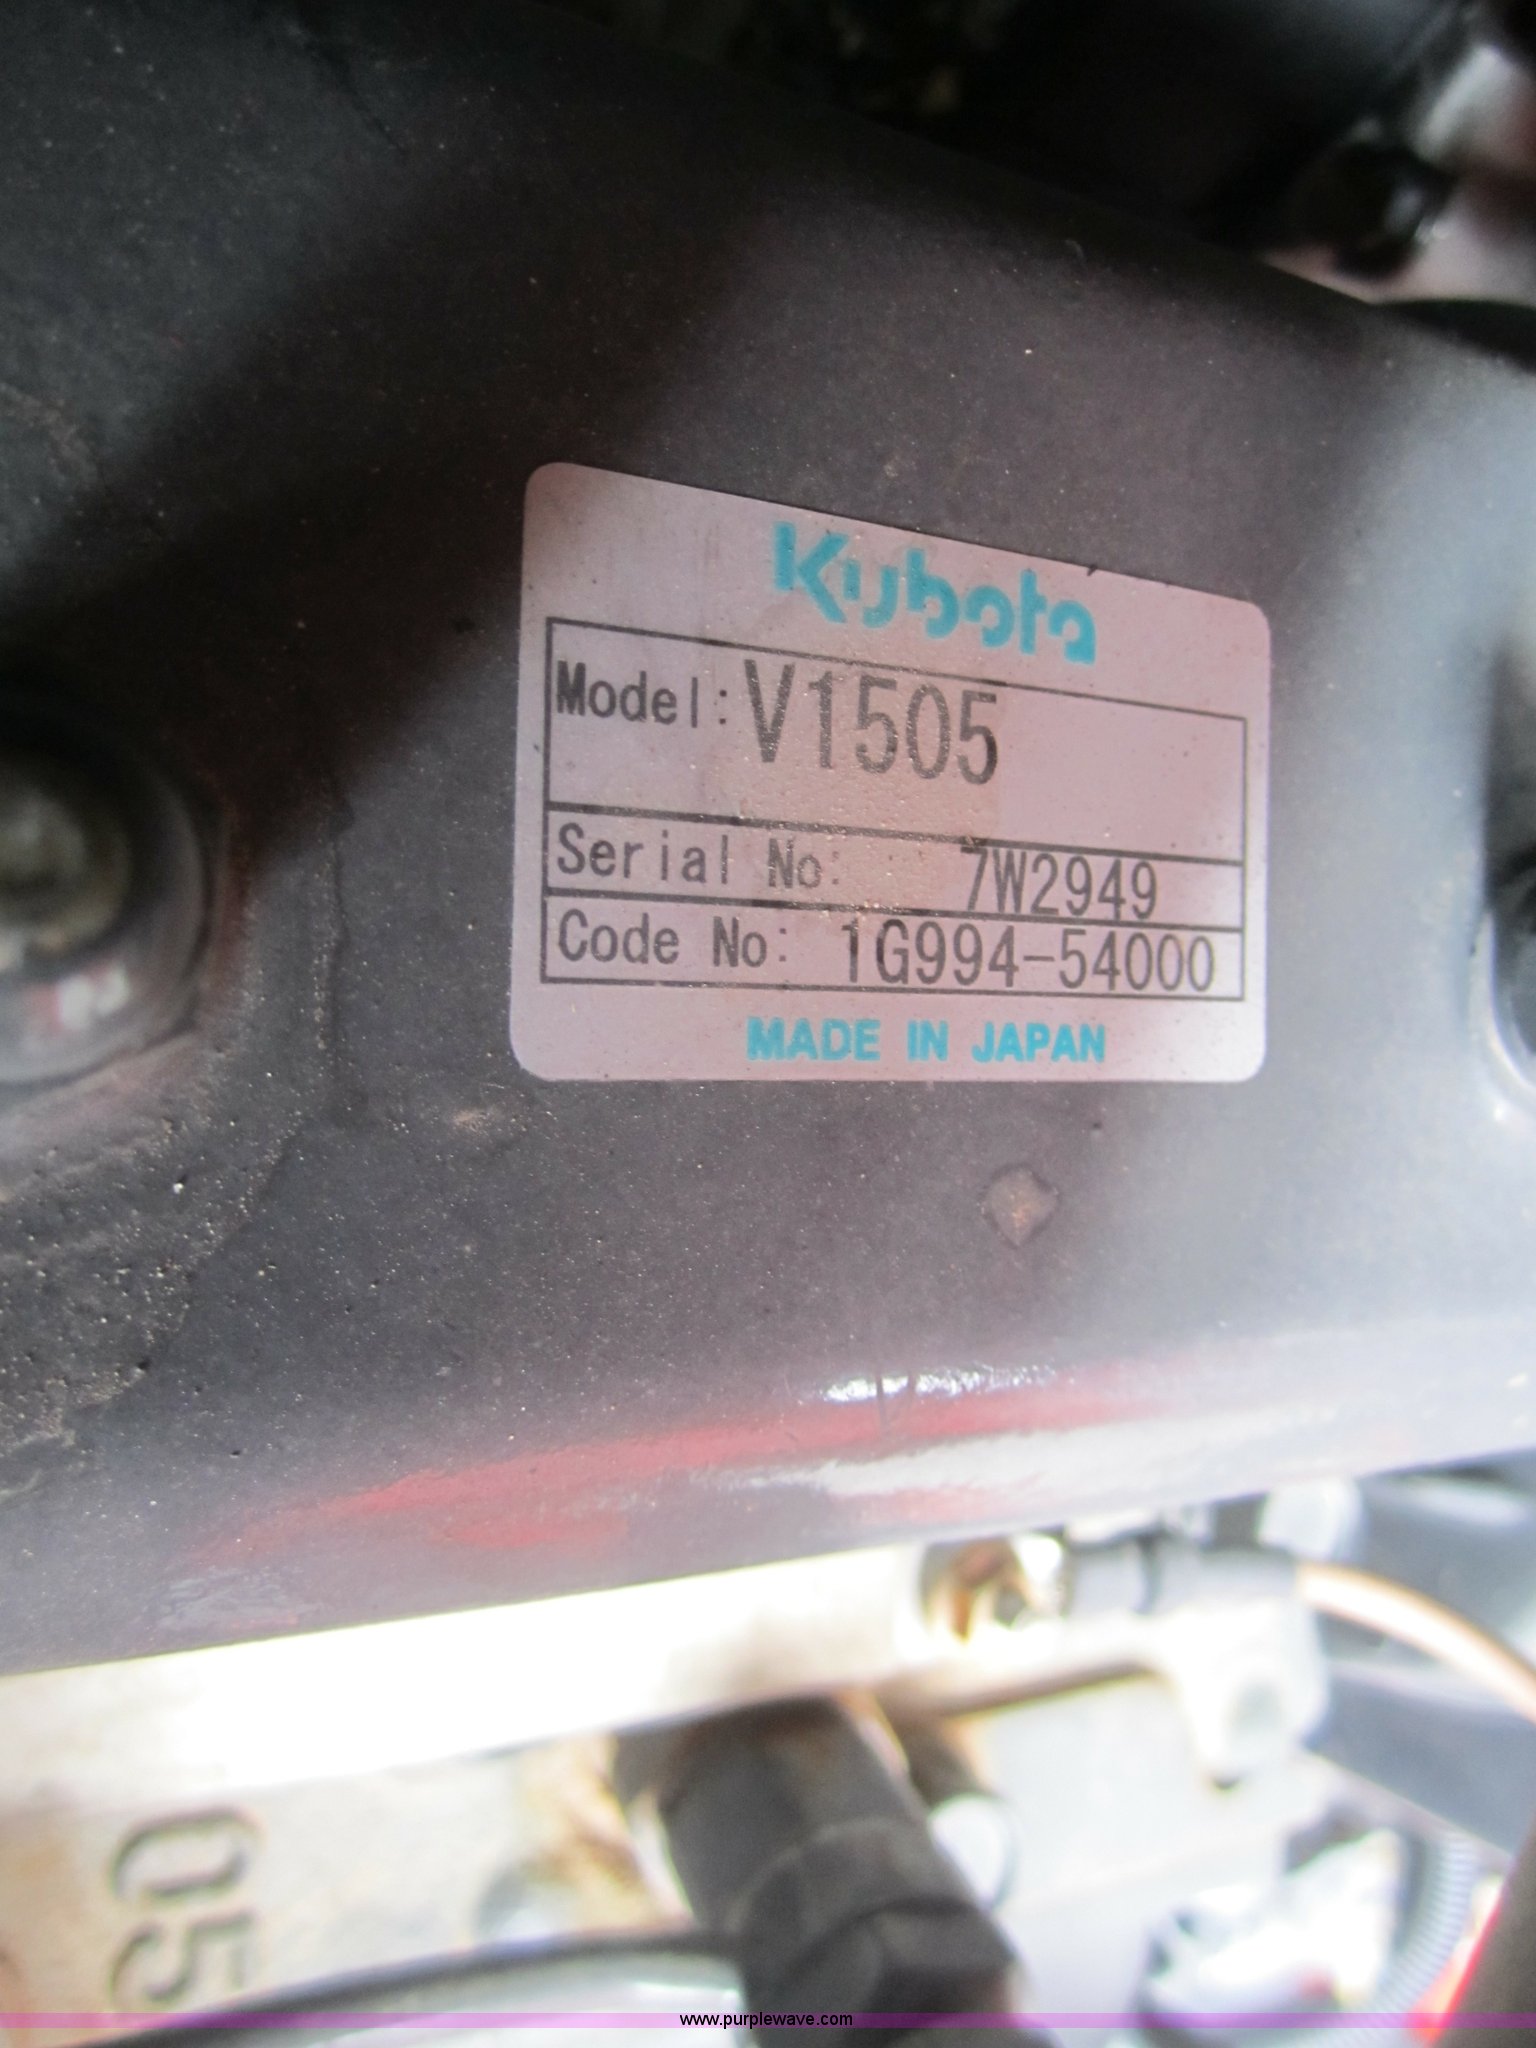 Kubota
Model: V1505
Serial No: 7W2949
Code No: 1G994-54000
MADE IN JAPAN
05
www.purplewave.com